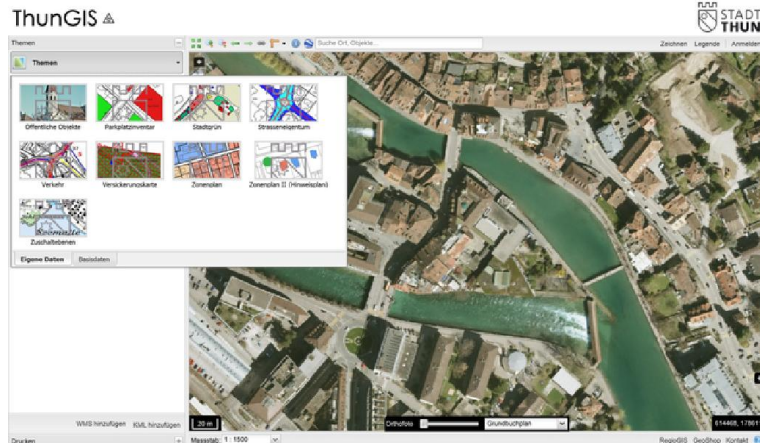 ThunGIS
STADT
THUN
Themen
Suche Ort, Objekte...
Zeichnen Legende Anmelden
Themen
Öffentliche Objekte
Parkplatzinventar
Stadtgrün
Strasseneigentum
Verkehr
Versickerungskarte
Zonenplan
Zonenplan II (Hinweisplan)
Zuschaltebenen
Eigene Daten Basisdaten
WMS hinzufügen KML hinzufügen
20 m
Orthofoto
Grundbuchplan
Drucken
Massstab: 1 : 1500
RegioGIS GeoShop Kontakt